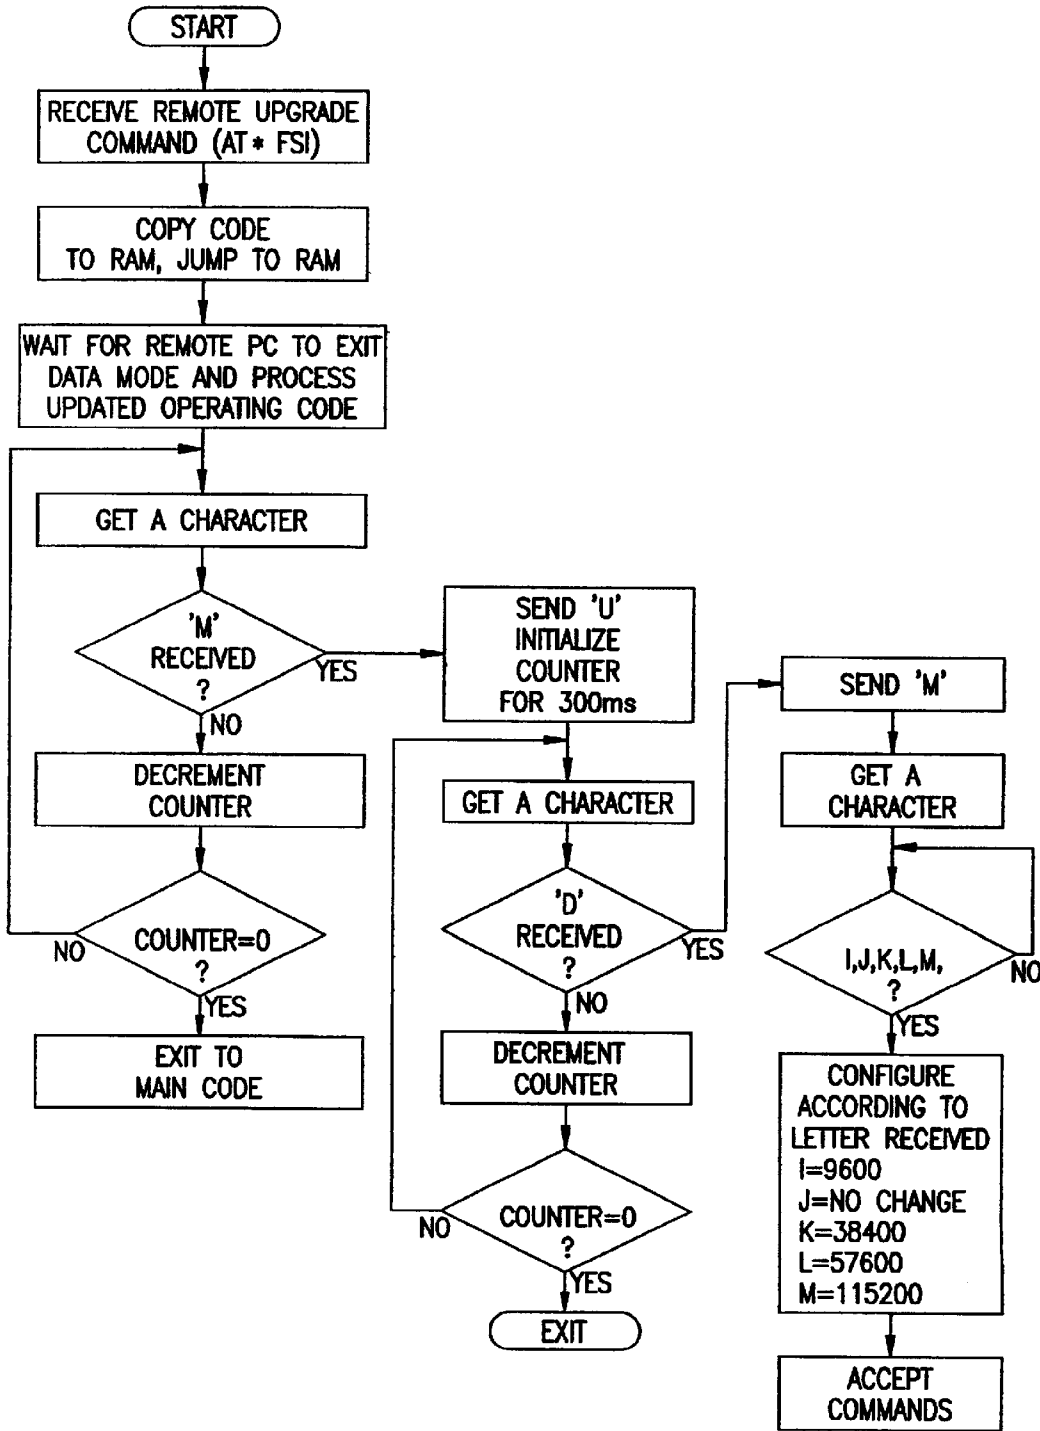 START
RECEIVE REMOTE UPGRADE
COMMAND (AT* FSI)
COPY CODE
TO RAM, JUMP TO RAM
WAIT FOR REMOTE PC TO EXIT
DATA MODE AND PROCESS
UPDATED OPERATING CODE
GET A CHARACTER
'M'
RECEIVED
?
YES
NO
DECREMENT
COUNTER
COUNTER=0
?
NO
YES
EXIT TO
MAIN CODE
SEND 'U'
INITIALIZE
COUNTER
FOR 300ms
GET A CHARACTER
'D'
RECEIVED
?
YES
NO
DECREMENT
COUNTER
COUNTER=0
?
NO
YES
EXIT
SEND 'M'
GET A
CHARACTER
I,J,K,L,M,
?
NO
YES
CONFIGURE
ACCORDING TO
LETTER RECEIVED
I=9600
J=NO CHANGE
K=38400
L=57600
M=115200
ACCEPT
COMMANDS